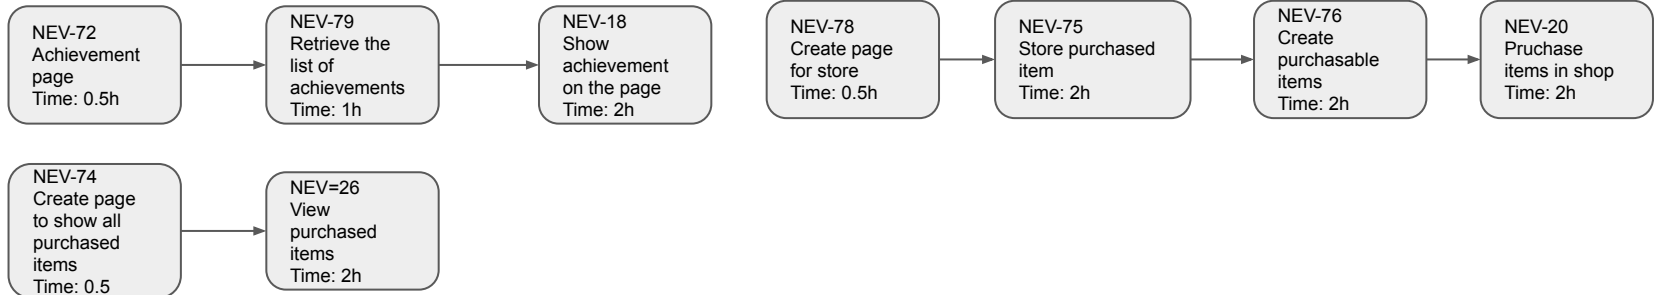 NEV-72
Achievement
page
Time: 0.5h
NEV-79
Retrieve the
list of
achievements
Time: 1h
NEV-18
Show
achievement
on the page
Time: 2h
NEV-78
Create page
for store
Time: 0.5h
NEV-75
Store purchased
item
Time: 2h
NEV-76
Create
purchasable
items
Time: 2h
NEV-20
Pruchase
items in shop
Time: 2h
NEV-74
Create page
to show all
purchased
items
Time: 0.5
NEV=26
View
purchased
items
Time: 2h